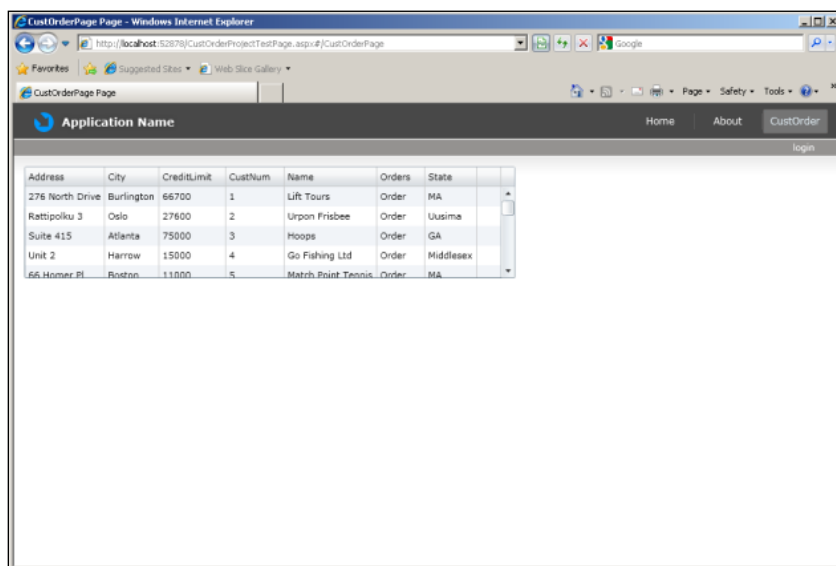 CustOrderPage Page - Windows Internet Explorer
http://localhost:52878/CustOrderProjectTestPage.aspx#/CustOrderPage
Google
Favorites Suggested Sites Web Slice Gallery
CustOrderPage Page
Page Safety Tools
Application Name Home About CustOrder
login
Address City CreditLimit CustNum Name Orders State
276 North Drive Burlington 66700 1 Lift Tours Order MA
Rattipolku 3 Oslo 27600 2 Urpon Frisbee Order Uusima
Suite 415 Atlanta 75000 3 Hoops Order GA
Unit 2 Harrow 15000 4 Go Fishing Ltd Order Middlesex
66 Homer Pl Boston 11000 5 Match Point Tennis Order MA